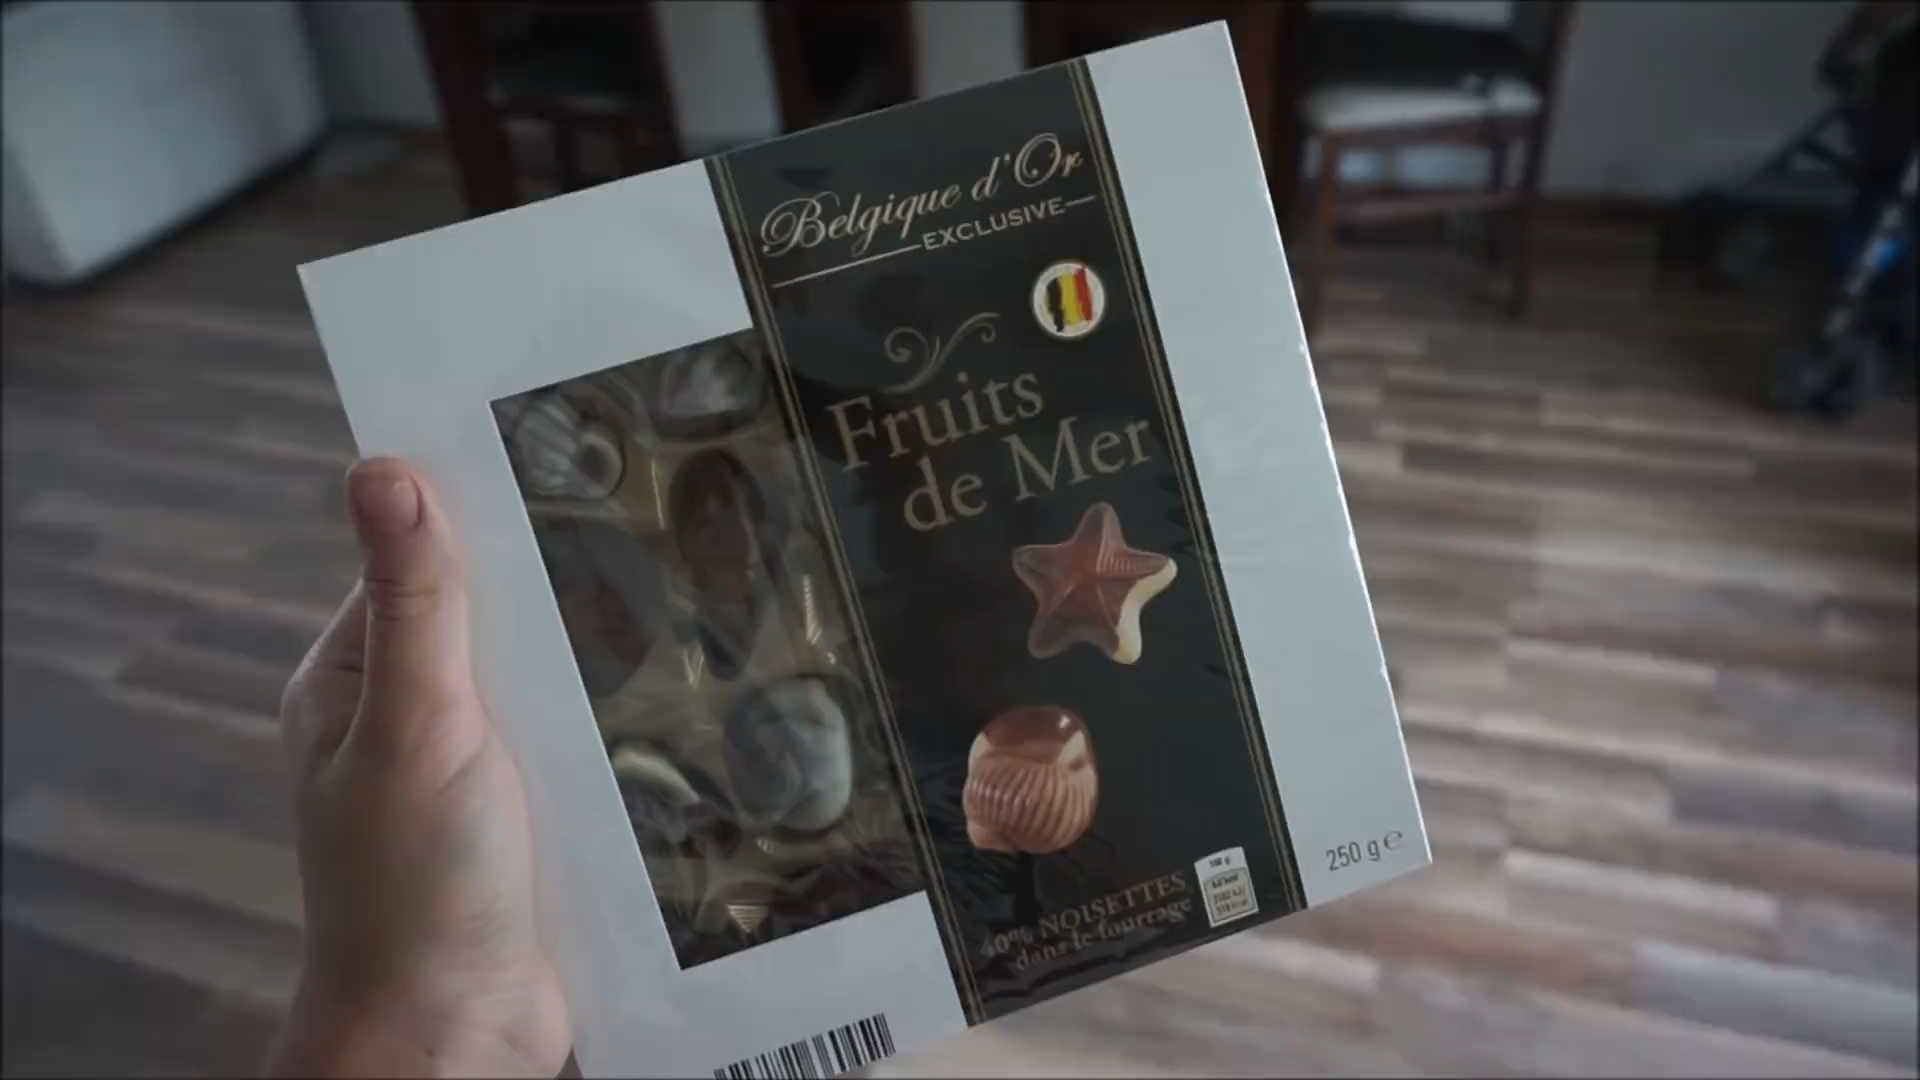 Belgique d'Or
EXCLUSIVE
Fruits
de Mer
40% NOISETTES
dans le fourrage
250 g e